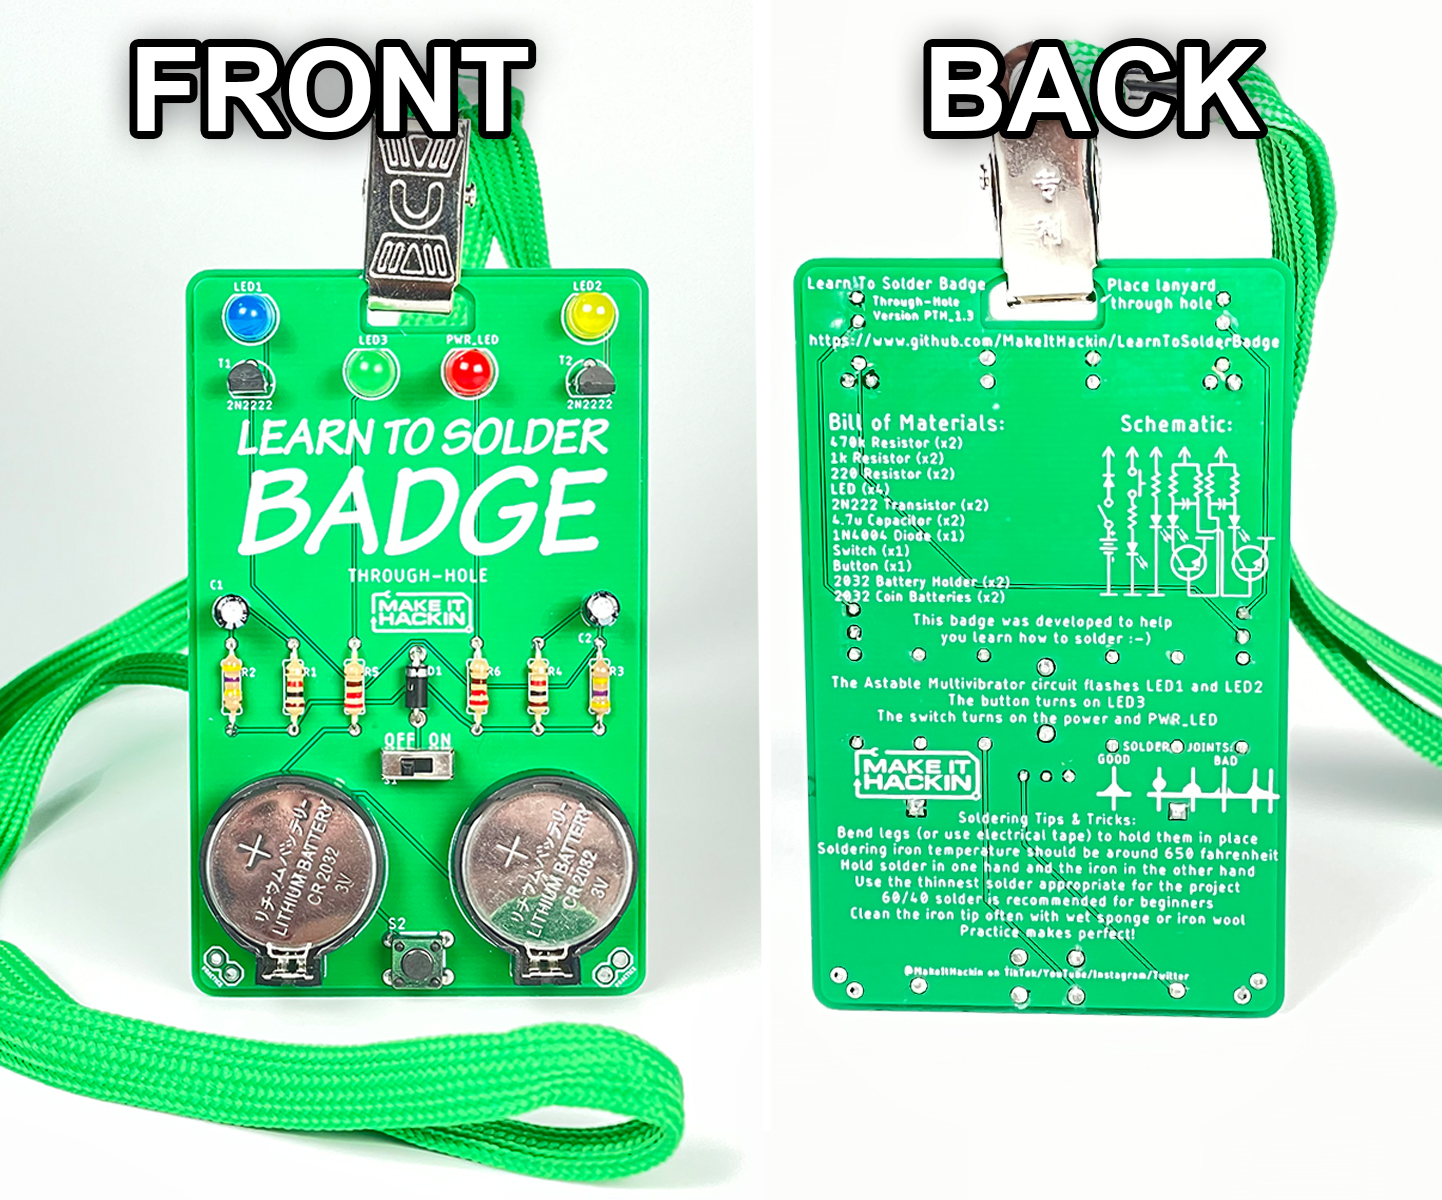 FRONT
LED1
LED2
LED3
PWR_LED
T1
T2
2N2222
2N2222
LEARN TO SOLDER
BADGE
THROUGH-HOLE
MAKE IT
HACKIN
C1
C2
R2
R1
R5
D1
R6
R4
R3
OFF ON
S1
リチウムバッテリー
LITHIUM BATTERY
CR 2032
3V
リチウムバッテリー
LITHIUM BATTERY
CR 2032
3V
S2
PRACTICE
PRACTICE
BACK
Learn To Solder Badge
Through-Hole
Version PTH_1.3
Place lanyard
through hole
https://www.github.com/MakeItHackin/LearnToSolderBadge
Bill of Materials:
470k Resistor (x2)
1k Resistor (x2)
220 Resistor (x2)
LED (x4)
2N222 Transistor (x2)
4.7u Capacitor (x2)
1N4004 Diode (x1)
Switch (x1)
Button (x1)
2032 Battery Holder (x2)
2032 Coin Batteries (x2)
Schematic:
This badge was developed to help
you learn how to solder :-)
The Astable Multivibrator circuit flashes LED1 and LED2
The button turns on LED3
The switch turns on the power and PWR_LED
MAKE IT
HACKIN
SOLDER JOINTS:
GOOD
BAD
Soldering Tips & Tricks:
Bend legs (or use electrical tape) to hold them in place
Soldering iron temperature should be around 650 fahrenheit
Hold solder in one hand and the iron in the other hand
Use the thinnest solder appropriate for the project
60/40 solder is recommended for beginners
Clean the iron tip often with wet sponge or iron wool
Practice makes perfect!
@MakeItHackin on TikTok/YouTube/Instagram/Twitter